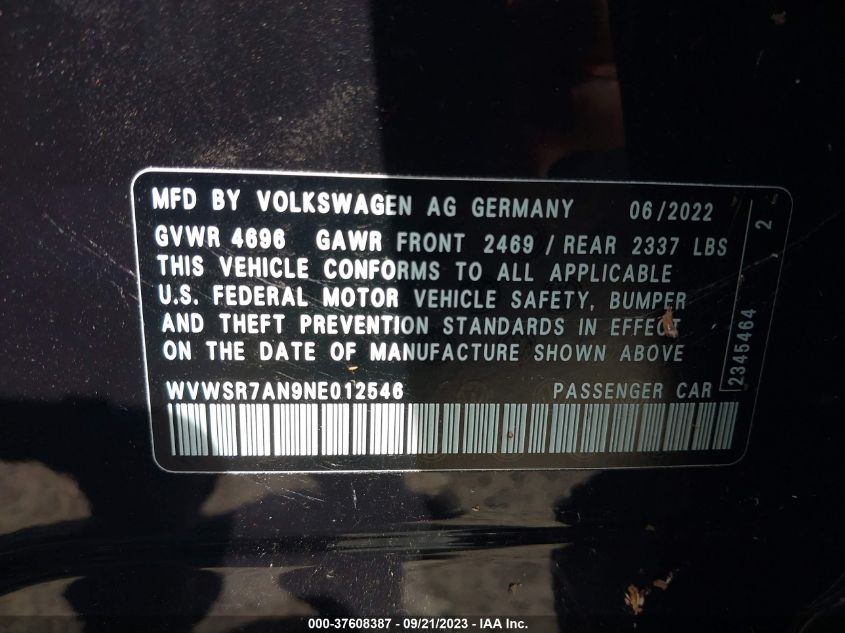 MFD BY VOLKSWAGEN AG GERMANY 06/2022
GVWR 4696 GAWR FRONT 2469 / REAR 2337 LBS
THIS VEHICLE CONFORMS TO ALL APPLICABLE
U.S. FEDERAL MOTOR VEHICLE SAFETY, BUMPER
AND THEFT PREVENTION STANDARDS IN EFFECT
ON THE DATE OF MANUFACTURE SHOWN ABOVE
WVWSR7AN9NE012546 PASSENGER CAR
2345464 2
000-37608387 - 09/21/2023 - IAA Inc.